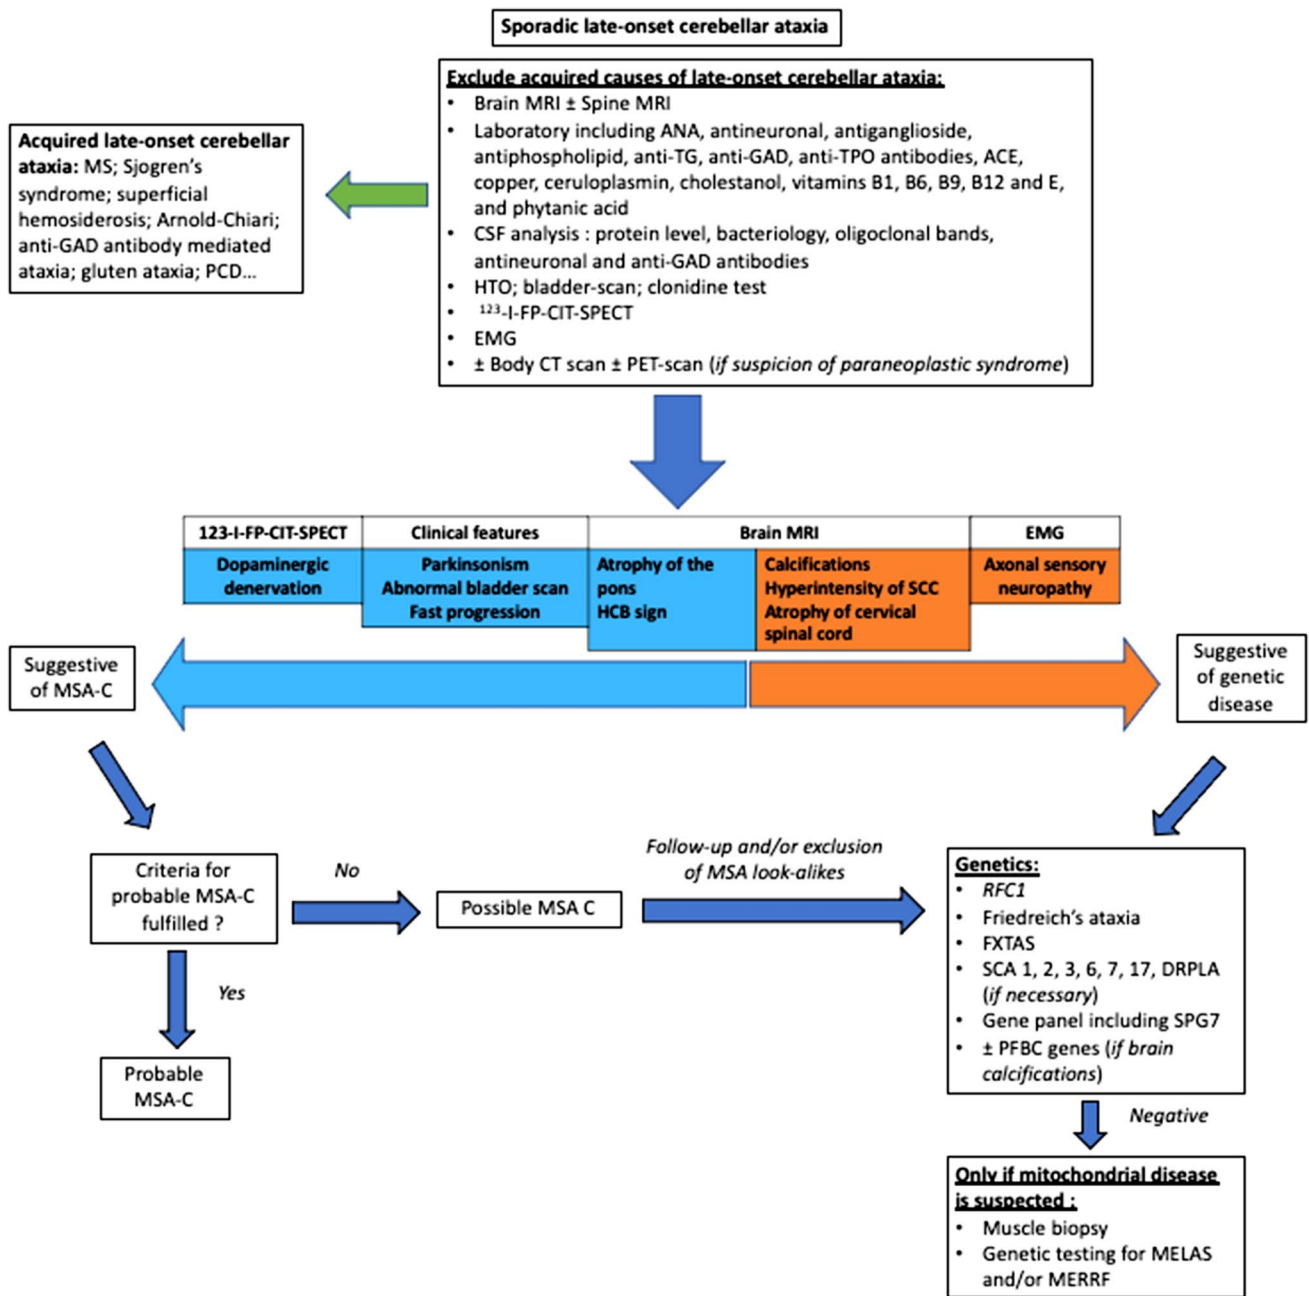 Sporadic late-onset cerebellar ataxia
Exclude acquired causes of late-onset cerebellar ataxia:
• Brain MRI ± Spine MRI
• Laboratory including ANA, antineuronal, antiganglioside,
antiphospholipid, anti-TG, anti-GAD, anti-TPO antibodies, ACE,
copper, ceruloplasmin, cholestanol, vitamins B1, B6, B9, B12 and E,
and phytanic acid
• CSF analysis : protein level, bacteriology, oligoclonal bands,
antineuronal and anti-GAD antibodies
• HTO; bladder-scan; clonidine test
• ¹²³-I-FP-CIT-SPECT
• EMG
• ± Body CT scan ± PET-scan (if suspicion of paraneoplastic syndrome)
Acquired late-onset cerebellar
ataxia: MS; Sjogren's
syndrome; superficial
hemosiderosis; Arnold-Chiari;
anti-GAD antibody mediated
ataxia; gluten ataxia; PCD...
123-I-FP-CIT-SPECT
Clinical features
Brain MRI
EMG
Dopaminergic
denervation
Parkinsonism
Abnormal bladder scan
Fast progression
Atrophy of the
pons
HCB sign
Calcifications
Hyperintensity of SCC
Atrophy of cervical
spinal cord
Axonal sensory
neuropathy
Suggestive
of MSA-C
Suggestive
of genetic
disease
Criteria for
probable MSA-C
fulfilled ?
No
Possible MSA C
Follow-up and/or exclusion
of MSA look-alikes
Yes
Probable
MSA-C
Genetics:
• RFC1
• Friedreich's ataxia
• FXTAS
• SCA 1, 2, 3, 6, 7, 17, DRPLA
(if necessary)
• Gene panel including SPG7
• ± PFBC genes (if brain
calcifications)
Negative
Only if mitochondrial disease
is suspected :
• Muscle biopsy
• Genetic testing for MELAS
and/or MERRF